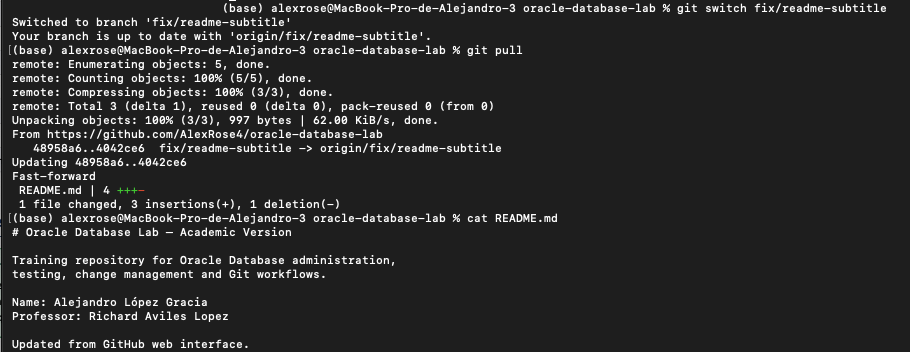 (base) alexrose@MacBook-Pro-de-Alejandro-3 oracle-database-lab % git switch fix/readme-subtitle
Switched to branch 'fix/readme-subtitle'
Your branch is up to date with 'origin/fix/readme-subtitle'.
[(base) alexrose@MacBook-Pro-de-Alejandro-3 oracle-database-lab % git pull
remote: Enumerating objects: 5, done.
remote: Counting objects: 100% (5/5), done.
remote: Compressing objects: 100% (3/3), done.
remote: Total 3 (delta 1), reused 0 (delta 0), pack-reused 0 (from 0)
Unpacking objects: 100% (3/3), 997 bytes | 62.00 KiB/s, done.
From https://github.com/AlexRose4/oracle-database-lab
   48958a6..4042ce6  fix/readme-subtitle -> origin/fix/readme-subtitle
Updating 48958a6..4042ce6
Fast-forward
 README.md | 4 +++-
 1 file changed, 3 insertions(+), 1 deletion(-)
[(base) alexrose@MacBook-Pro-de-Alejandro-3 oracle-database-lab % cat README.md
# Oracle Database Lab — Academic Version

Training repository for Oracle Database administration,
testing, change management and Git workflows.

Name: Alejandro López Gracia
Professor: Richard Aviles Lopez

Updated from GitHub web interface.